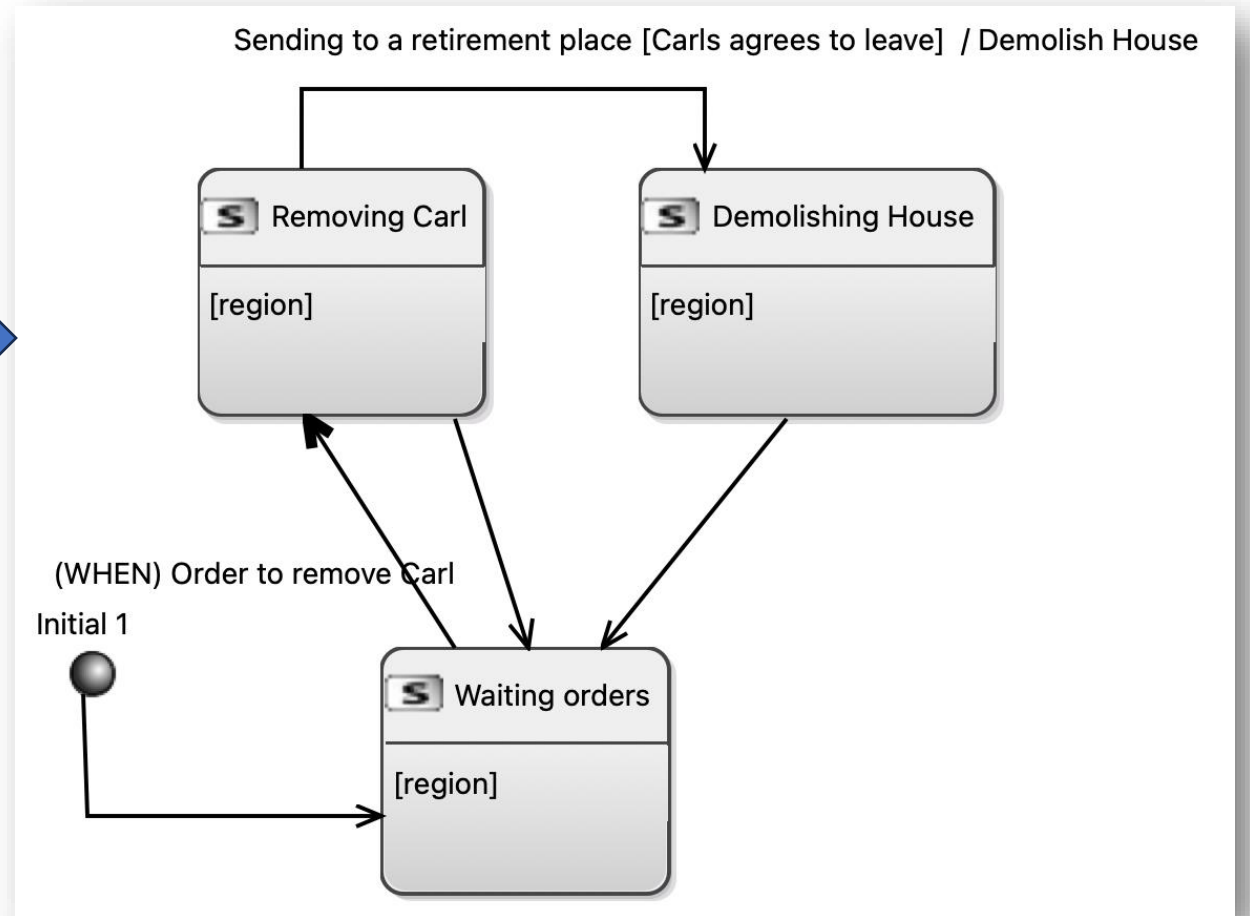 Sending to a retirement place [Carls agrees to leave] / Demolish House
S Removing Carl
[region]
S Demolishing House
[region]
(WHEN) Order to remove Carl
Initial 1
S Waiting orders
[region]